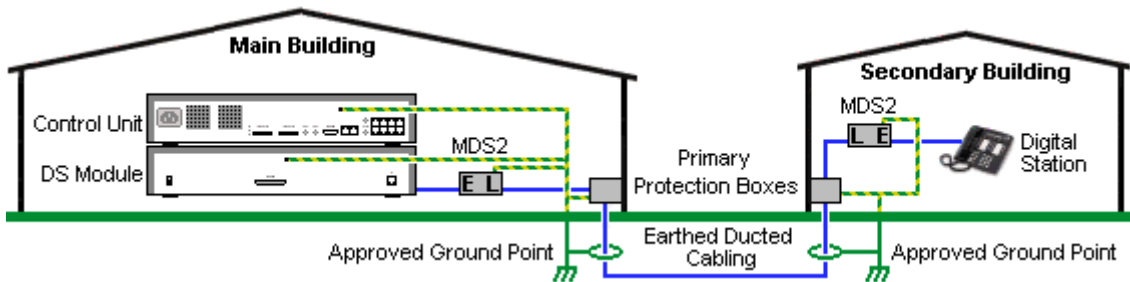 Main Building
Secondary Building
Control Unit
DS Module
MDS2
E L
Primary
Protection Boxes
MDS2
L E
Digital
Station
Approved Ground Point
Earthed Ducted
Cabling
Approved Ground Point